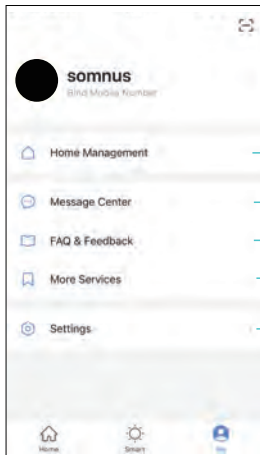 somnus
Bind Mobile Number
Home Management
Message Center
FAQ & Feedback
More Services
Settings
Home
Smart
Me